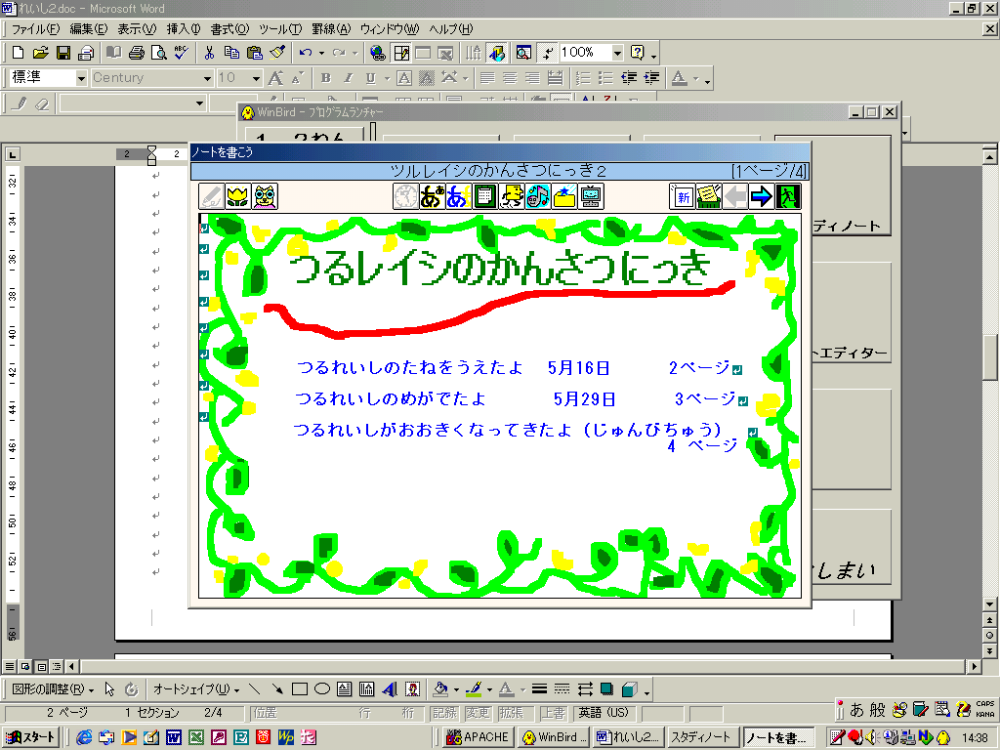 れいし2.doc - Microsoft Word
ファイル(F) 編集(E) 表示(V) 挿入(I) 書式(O) ツール(T) 罫線(A) ウィンドウ(W) ヘルプ(H)
100%
標準 Century 10
WinBird - プログラムランチャー
ノートを書こう
ツルレイシのかんさつにっき2 [1ページ/4]
新
つるレイシのかんさつにっき
つるれいしのたねをうえたよ 5月16日 2ページ
つるれいしのめがでたよ 5月29日 3ページ
つるれいしがおおきくなってきたよ（じゅんびちゅう）
4 ページ
ディノート
トエディター
しまい
図形の調整(R) オートシェイプ(U)
2 ページ 1 セクション 2/4 位置 行 桁 記録 変更 拡張 上書 英語 (US)
あ 般 CAPS KANA
スタート APACHE WinBird ... れいし2... スタディノート ノートを書... 14:38